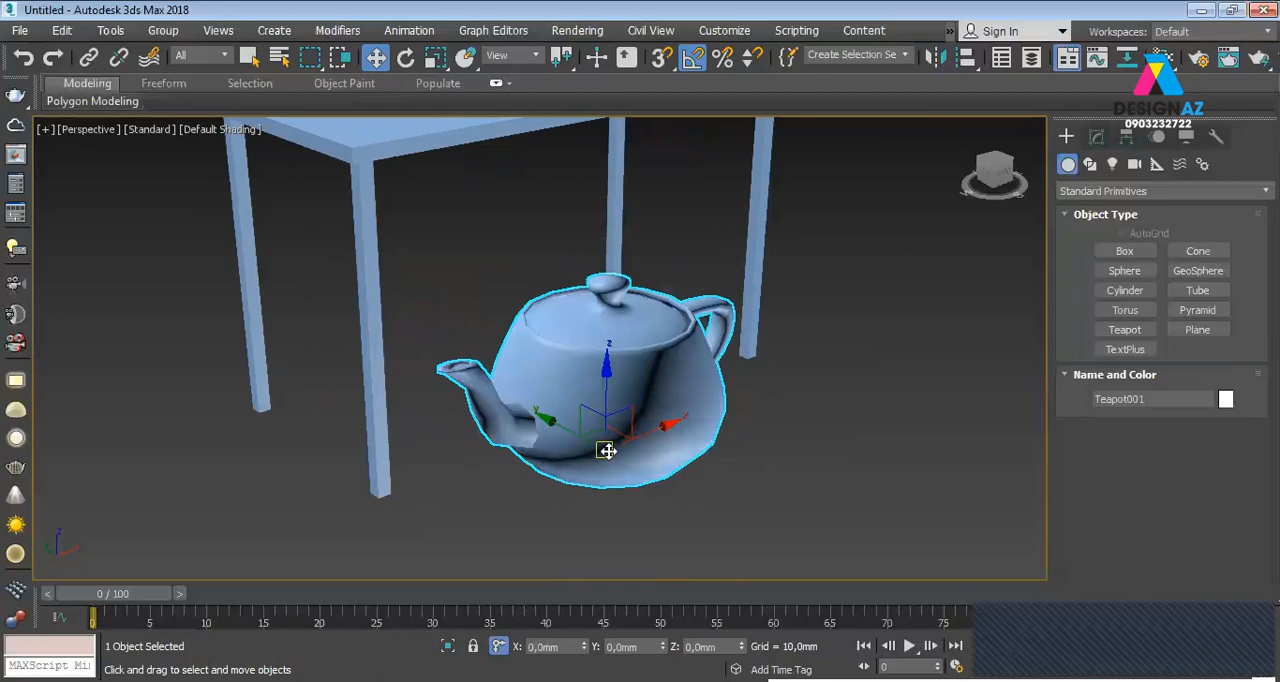 Untitled - Autodesk 3ds Max 2018
File Edit Tools Group Views Create Modifiers Animation Graph Editors Rendering Civil View Customize Scripting Content » Sign In Workspaces: Default
All View Create Selection Se
Modeling Freeform Selection Object Paint Populate
Polygon Modeling
DESIGNAZ
0903232722
[+] [Perspective] [Standard] [Default Shading]
Standard Primitives
Object Type
AutoGrid
Box Cone
Sphere GeoSphere
Cylinder Tube
Torus Pyramid
Teapot Plane
TextPlus
Name and Color
Teapot001
z
y
x
z
< 0 / 100 >
0 5 10 15 20 25 30 35 40 45 50 55 60 65 70 75
1 Object Selected X: 0,0mm Y: 0,0mm Z: 0,0mm Grid = 10,0mm
MAXScript Mi
Click and drag to select and move objects Add Time Tag 0